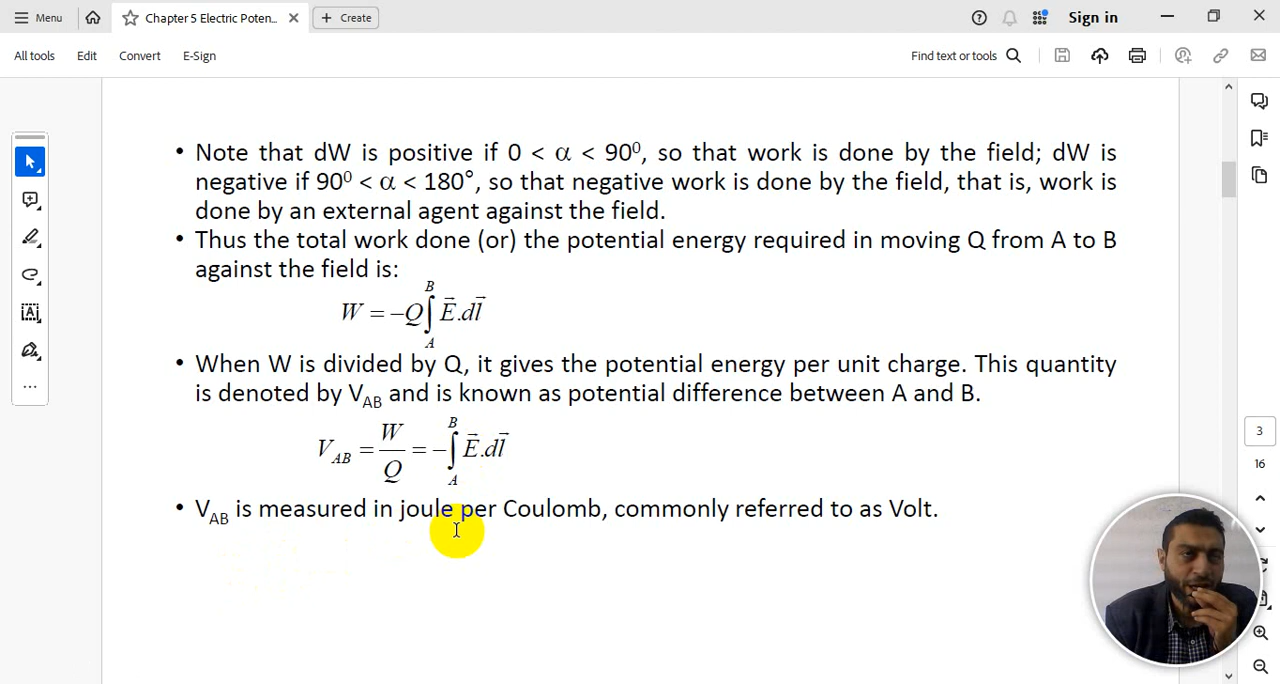 Menu
Chapter 5 Electric Poten...
Create
Sign in
All tools Edit Convert E-Sign
Find text or tools
• Note that dW is positive if 0 < α < 90⁰, so that work is done by the field; dW is
negative if 90⁰ < α < 180°, so that negative work is done by the field, that is, work is
done by an external agent against the field.
• Thus the total work done (or) the potential energy required in moving Q from A to B
against the field is:
W = −Q∫_A^B E⃗.dl⃗
• When W is divided by Q, it gives the potential energy per unit charge. This quantity
is denoted by V_AB and is known as potential difference between A and B.
V_AB = W/Q = −∫_A^B E⃗.dl⃗
• V_AB is measured in joule per Coulomb, commonly referred to as Volt.
3
16